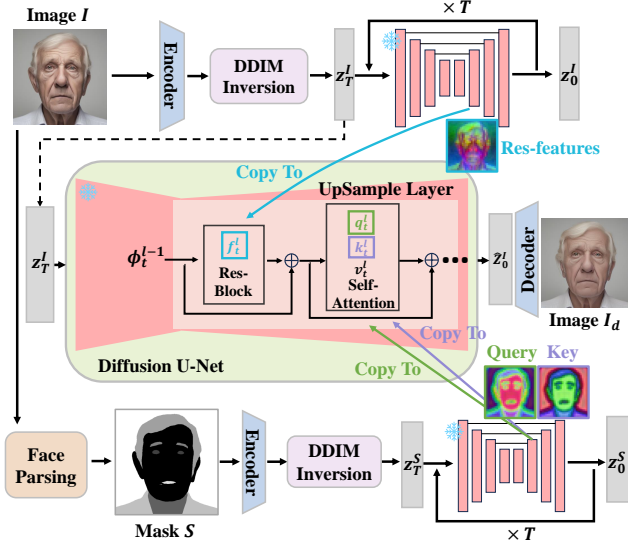 Image I
Encoder
DDIM
Inversion
z_T^I
× T
z_0^I
Res-features
Copy To
UpSample Layer
z_T^I
ϕ_t^{l-1}
f_t^l
Res-
Block
q_t^l
k_t^l
v_t^l
Self-
Attention
z̃_0^I
Decoder
Image I_d
Copy To
Copy To
Query
Key
Diffusion U-Net
Face
Parsing
Mask S
Encoder
DDIM
Inversion
z_T^S
z_0^S
× T